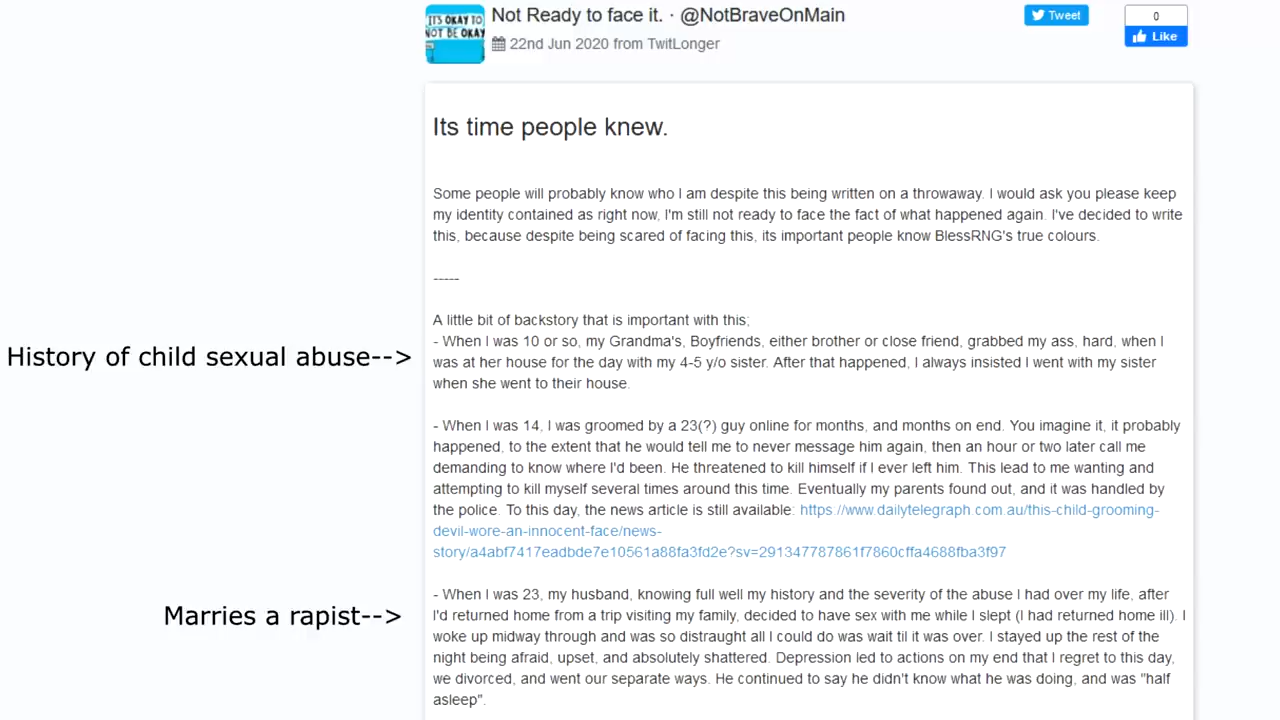 IT'S OKAY TO
NOT BE OKAY
Not Ready to face it. · @NotBraveOnMain
22nd Jun 2020 from TwitLonger
Tweet
0
Like
Its time people knew.
Some people will probably know who I am despite this being written on a throwaway. I would ask you please keep
my identity contained as right now, I'm still not ready to face the fact of what happened again. I've decided to write
this, because despite being scared of facing this, its important people know BlessRNG's true colours.
-----
A little bit of backstory that is important with this;
- When I was 10 or so, my Grandma's, Boyfriends, either brother or close friend, grabbed my ass, hard, when I
History of child sexual abuse-->
was at her house for the day with my 4-5 y/o sister. After that happened, I always insisted I went with my sister
when she went to their house.
- When I was 14, I was groomed by a 23(?) guy online for months, and months on end. You imagine it, it probably
happened, to the extent that he would tell me to never message him again, then an hour or two later call me
demanding to know where I'd been. He threatened to kill himself if I ever left him. This lead to me wanting and
attempting to kill myself several times around this time. Eventually my parents found out, and it was handled by
the police. To this day, the news article is still available: https://www.dailytelegraph.com.au/this-child-grooming-
devil-wore-an-innocent-face/news-
story/a4abf7417eadbde7e10561a88fa3fd2e?sv=291347787861f7860cffa4688fba3f97
- When I was 23, my husband, knowing full well my history and the severity of the abuse I had over my life, after
Marries a rapist-->
I'd returned home from a trip visiting my family, decided to have sex with me while I slept (I had returned home ill). I
woke up midway through and was so distraught all I could do was wait til it was over. I stayed up the rest of the
night being afraid, upset, and absolutely shattered. Depression led to actions on my end that I regret to this day,
we divorced, and went our separate ways. He continued to say he didn't know what he was doing, and was "half
asleep".